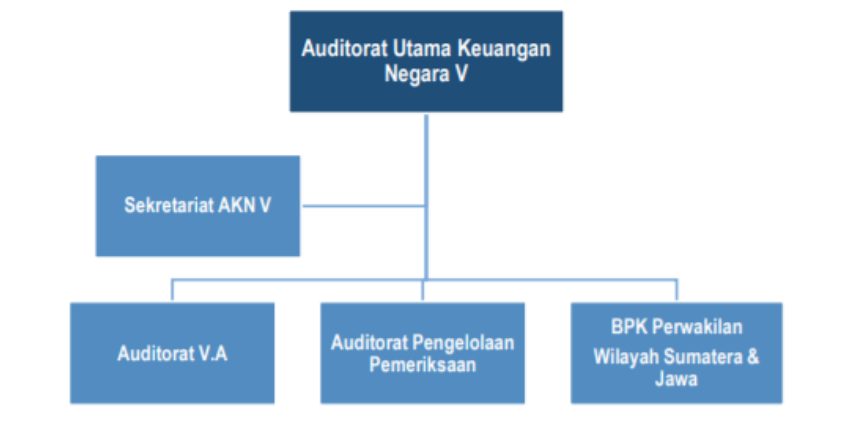 Auditorat Utama Keuangan
Negara V
Sekretariat AKN V
Auditorat V.A
Auditorat Pengelolaan
Pemeriksaan
BPK Perwakilan
Wilayah Sumatera &
Jawa